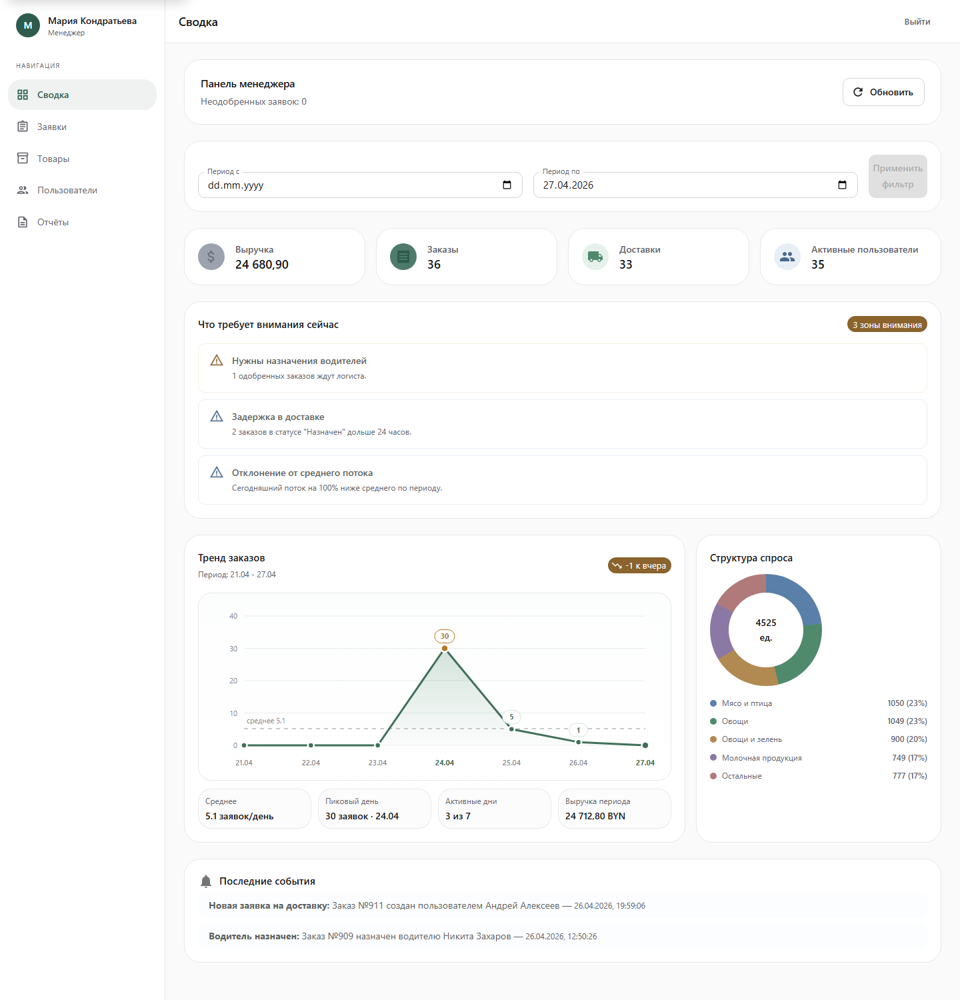 М
Мария Кондратьева
Менеджер
НАВИГАЦИЯ
Сводка
Заявки
Товары
Пользователи
Отчёты
Сводка
Выйти
Панель менеджера
Неодобренных заявок: 0
Обновить
Период с
dd.mm.yyyy
Период по
27.04.2026
Применить
фильтр
Выручка
24 680,90
Заказы
36
Доставки
33
Активные пользователи
35
Что требует внимания сейчас
3 зоны внимания
Нужны назначения водителей
1 одобренных заказов ждут логиста.
Задержка в доставке
2 заказов в статусе "Назначен" дольше 24 часов.
Отклонение от среднего потока
Сегодняшний поток на 100% ниже среднего по периоду.
Тренд заказов
Период: 21.04 - 27.04
-1 к вчера
40
30
20
10
0
среднее 5.1
30
5
1
21.04
22.04
23.04
24.04
25.04
26.04
27.04
Среднее
5.1 заявок/день
Пиковый день
30 заявок · 24.04
Активные дни
3 из 7
Выручка периода
24 712,80 BYN
Структура спроса
4525
ед.
Мясо и птица 1050 (23%)
Овощи 1049 (23%)
Овощи и зелень 900 (20%)
Молочная продукция 749 (17%)
Остальные 777 (17%)
Последние события
Новая заявка на доставку: Заказ №911 создан пользователем Андрей Алексеев — 26.04.2026, 19:59:06
Водитель назначен: Заказ №909 назначен водителю Никита Захаров — 26.04.2026, 12:50:26